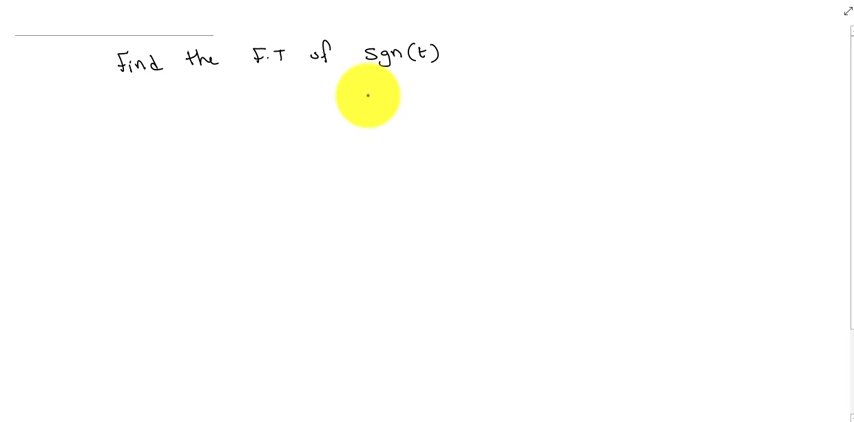 Find the F.T of Sgn(t)